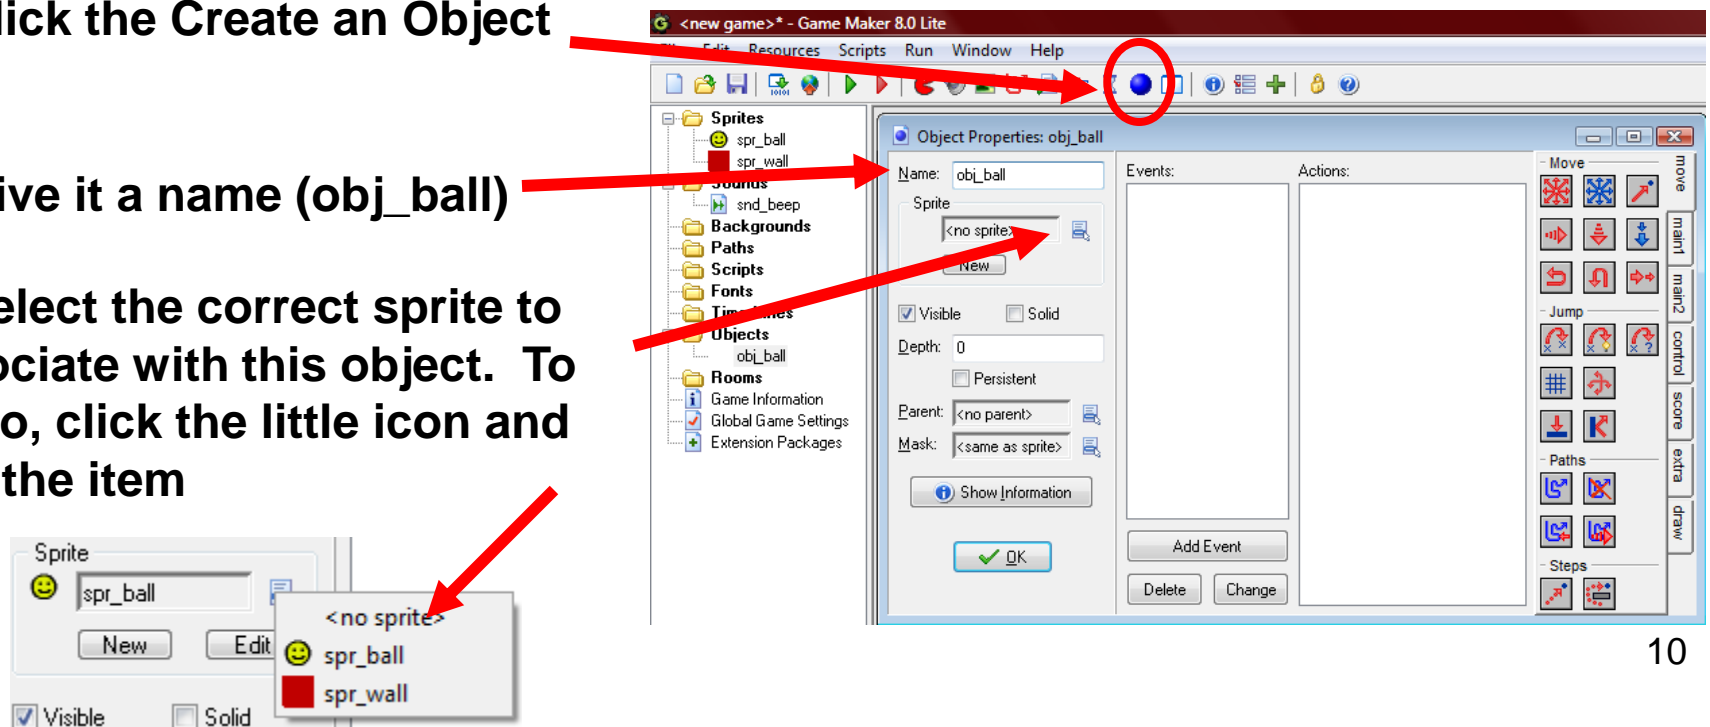 lick the Create an Object
ive it a name (obj_ball)
elect the correct sprite to
ociate with this object. To
o, click the little icon and
the item
Sprite
spr_ball
New Edit
<no sprite>
spr_ball
spr_wall
Visible Solid
<new game>* - Game Maker 8.0 Lite
Edit Resources Scripts Run Window Help
Sprites
spr_ball
spr_wall
Sounds
snd_beep
Backgrounds
Paths
Scripts
Fonts
Time Lines
Objects
obj_ball
Rooms
Game Information
Global Game Settings
Extension Packages
Object Properties: obj_ball
Name: obj_ball
Sprite
<no sprite>
New
Visible Solid
Depth: 0
Persistent
Parent: <no parent>
Mask: <same as sprite>
Show Information
OK
Events:
Add Event
Delete Change
Actions:
Move
Jump
Paths
Steps
move
main1
main2
control
score
extra
draw
10